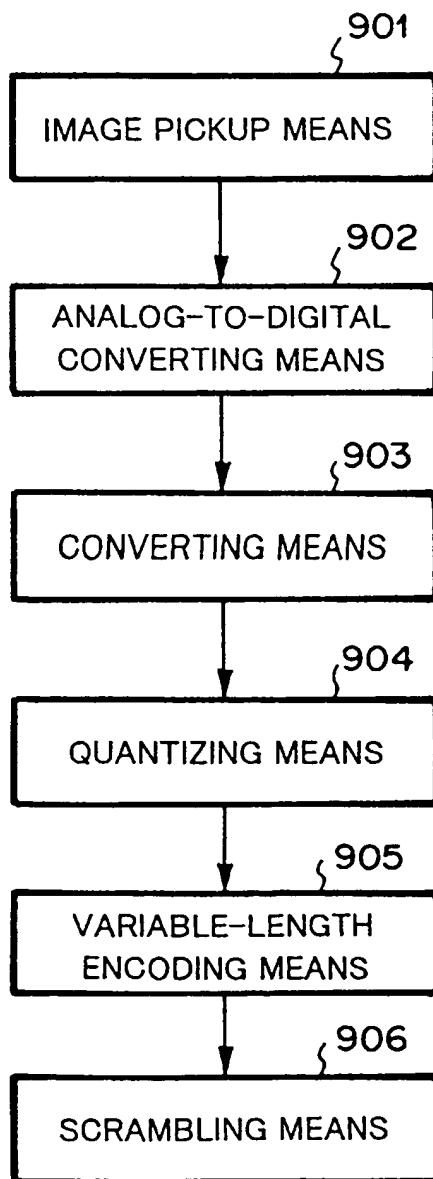 901
IMAGE PICKUP MEANS
902
ANALOG-TO-DIGITAL
CONVERTING MEANS
903
CONVERTING MEANS
904
QUANTIZING MEANS
905
VARIABLE-LENGTH
ENCODING MEANS
906
SCRAMBLING MEANS